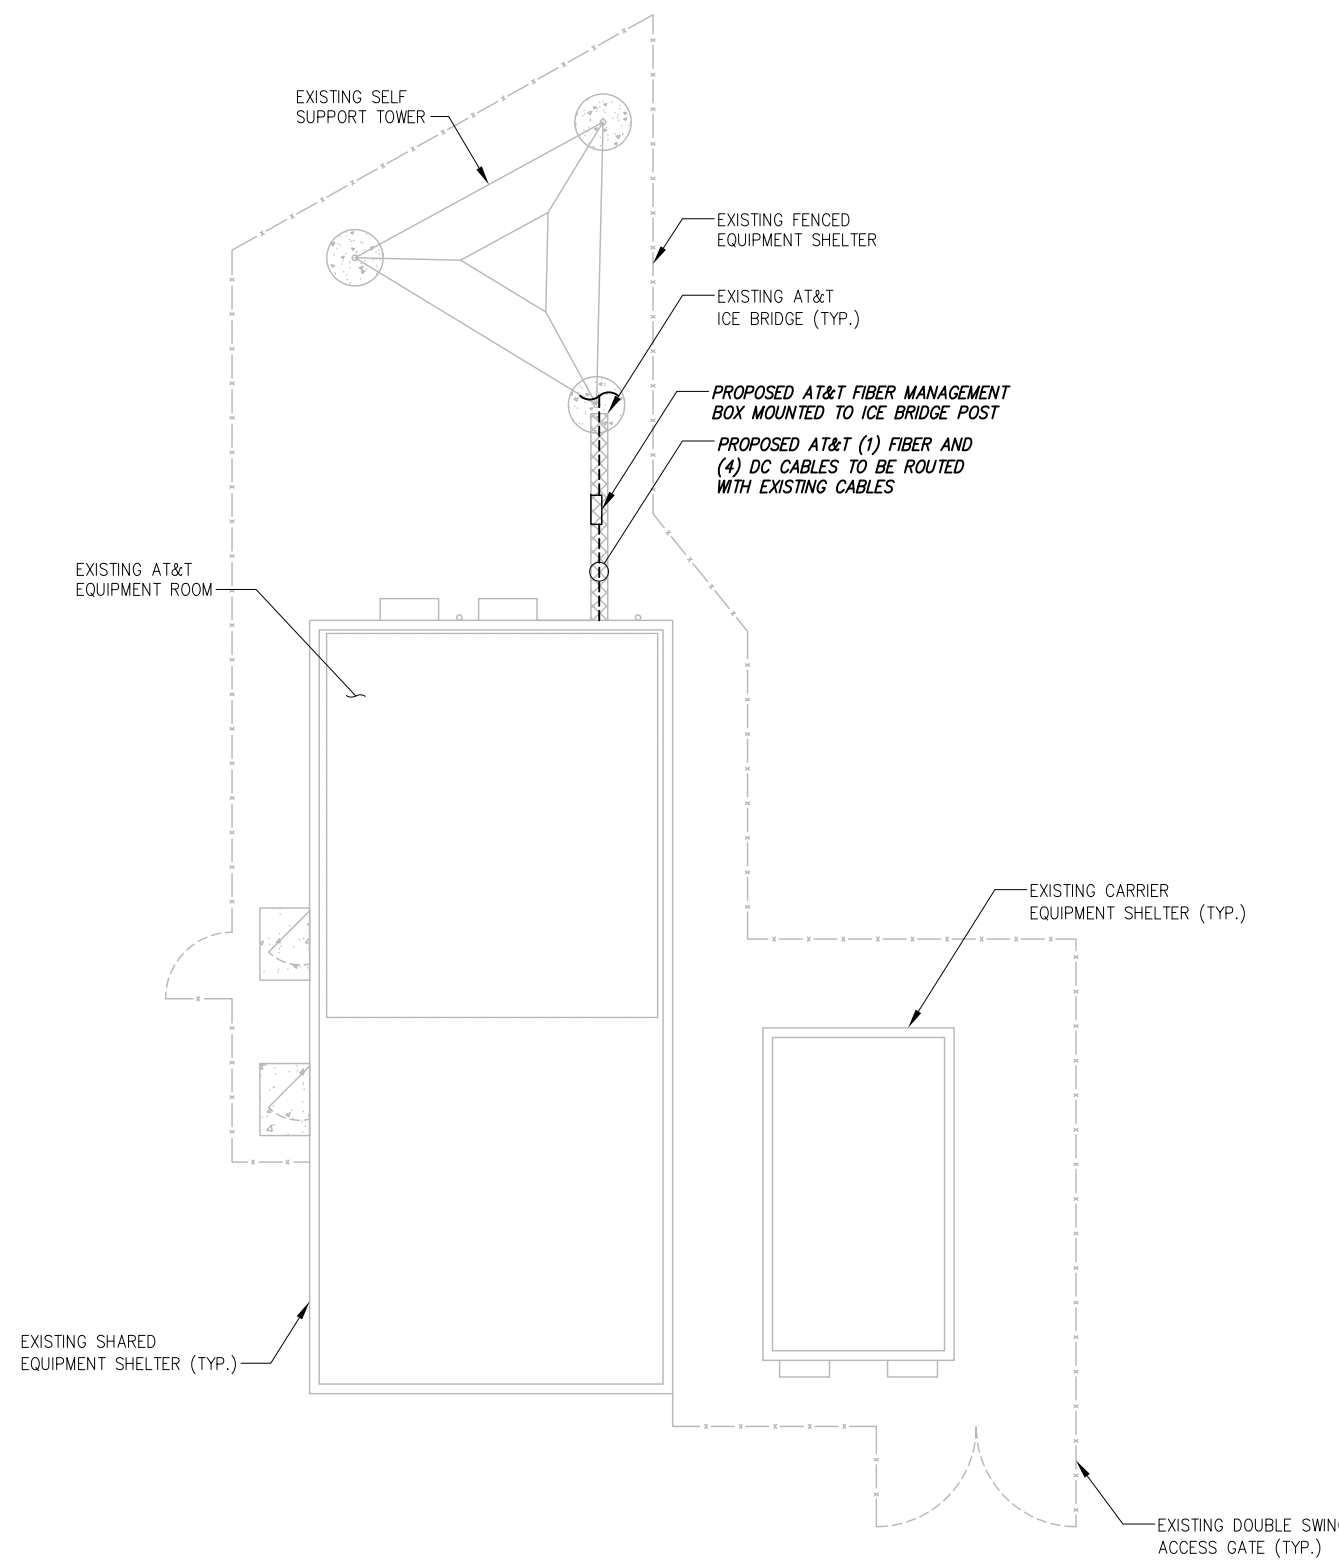 EXISTING SELF
SUPPORT TOWER
EXISTING FENCED
EQUIPMENT SHELTER
EXISTING AT&T
ICE BRIDGE (TYP.)
PROPOSED AT&T FIBER MANAGEMENT
BOX MOUNTED TO ICE BRIDGE POST
PROPOSED AT&T (1) FIBER AND
(4) DC CABLES TO BE ROUTED
WITH EXISTING CABLES
EXISTING AT&T
EQUIPMENT ROOM
EXISTING CARRIER
EQUIPMENT SHELTER (TYP.)
EXISTING SHARED
EQUIPMENT SHELTER (TYP.)
EXISTING DOUBLE
ACCESS GATE (TYP.)